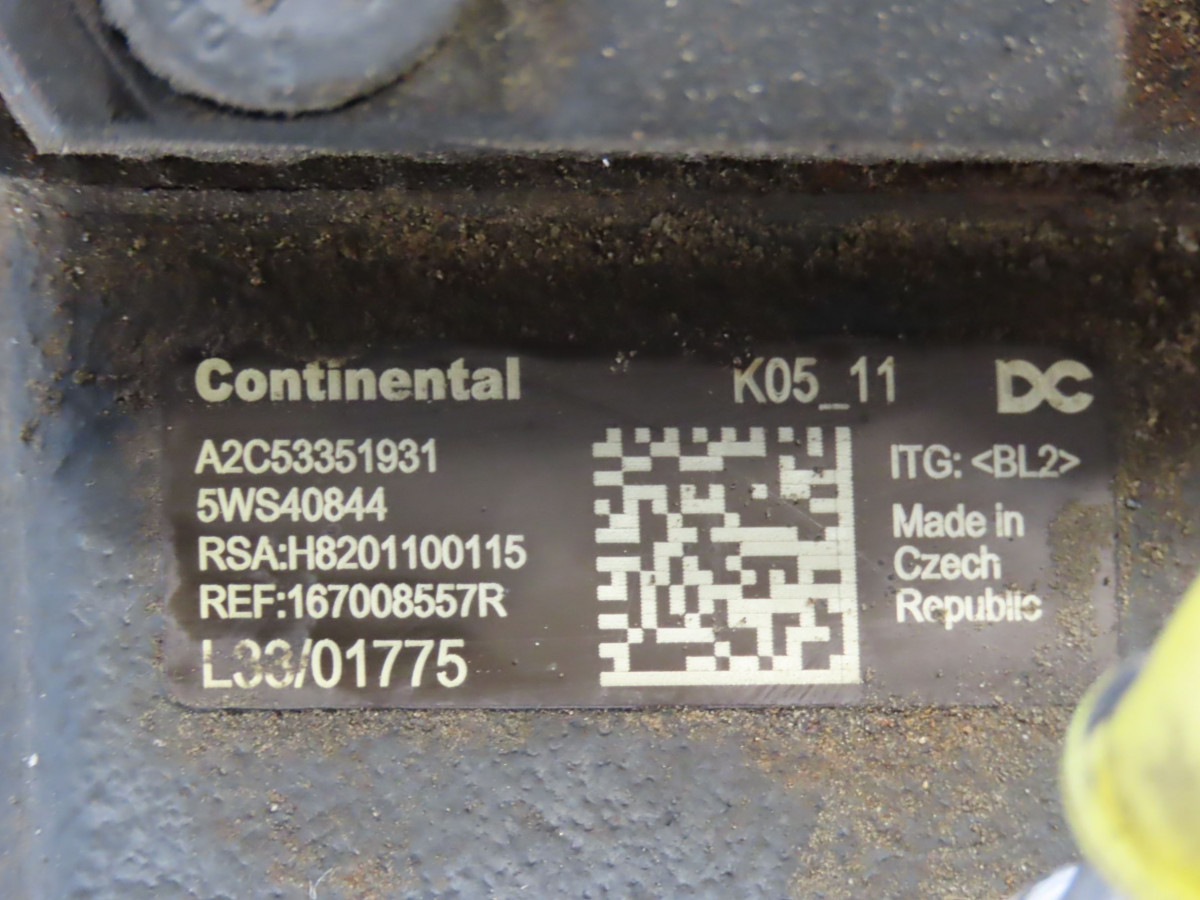 Continental
K05_11
DC
A2C53351931
5WS40844
RSA:H8201100115
REF:167008557R
L33/01775
ITG: <BL2>
Made in
Czech
Republic